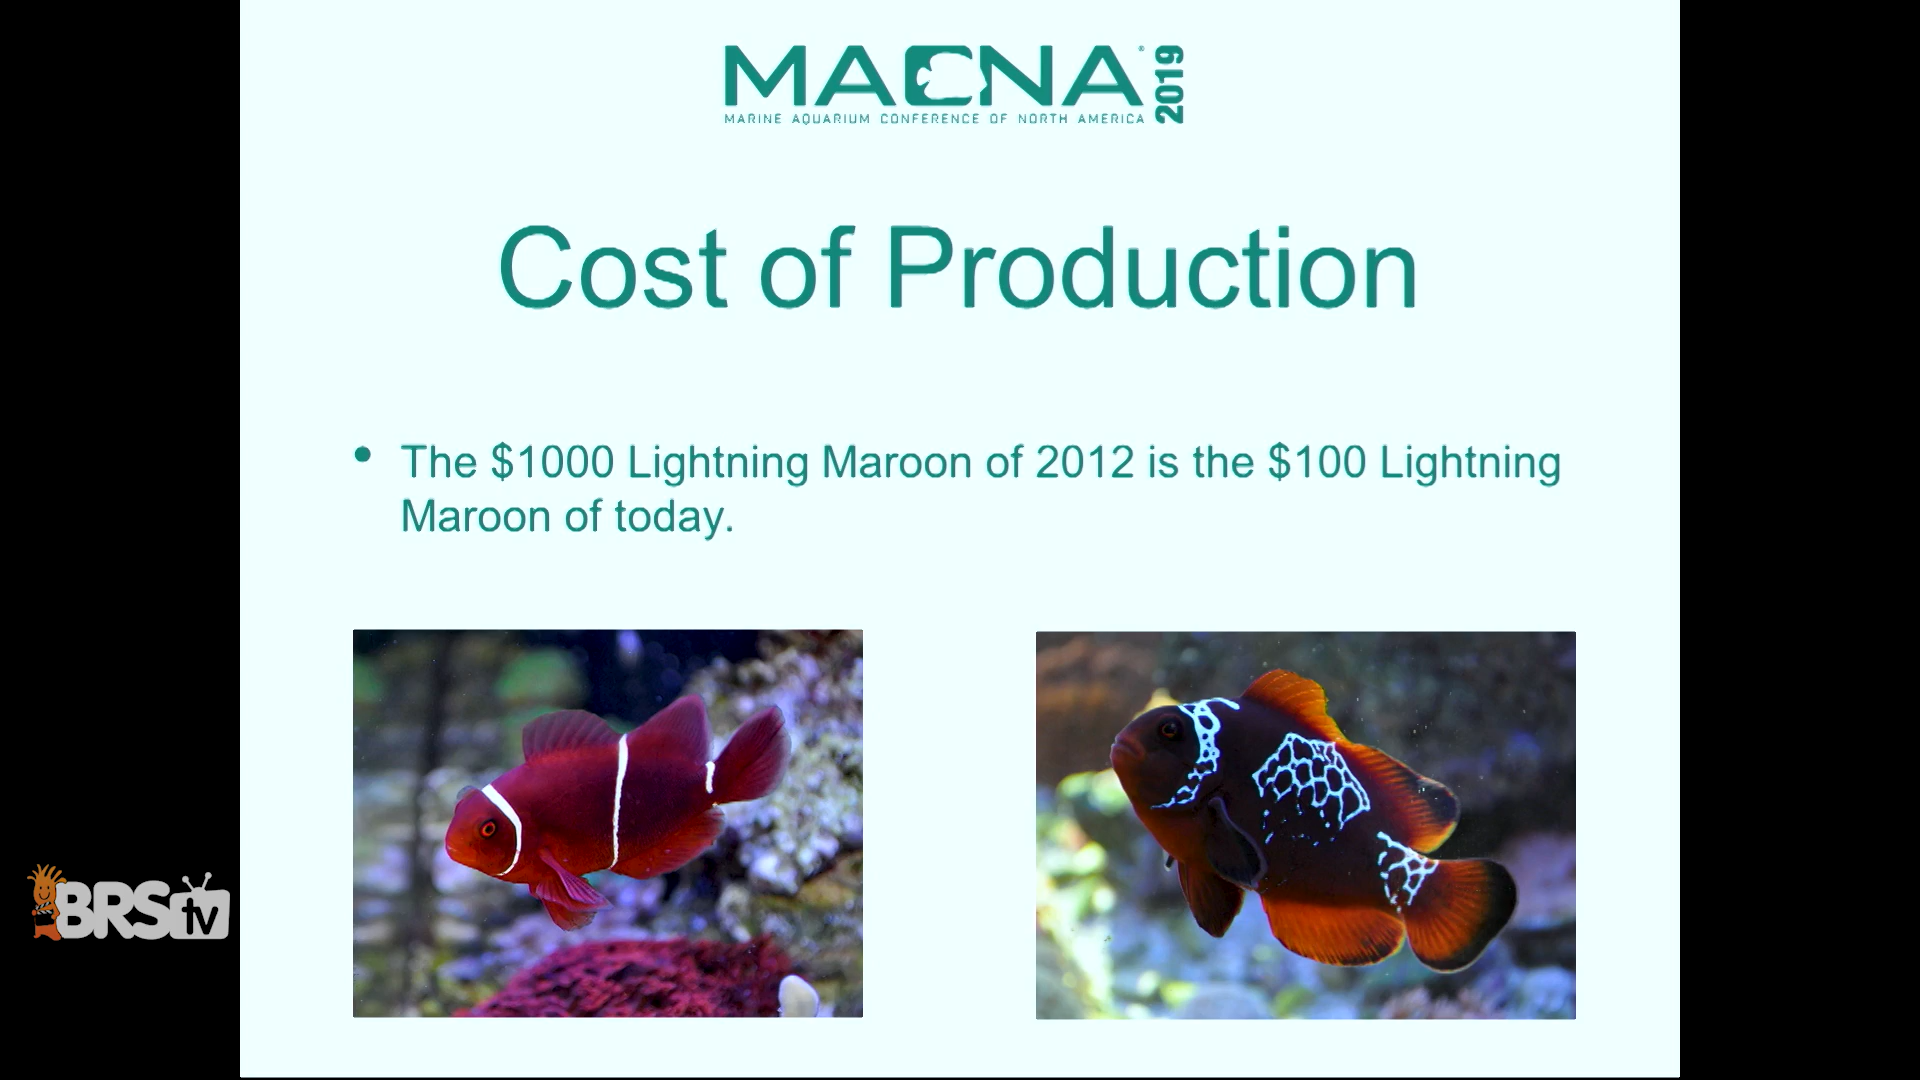 MACNA® 2019
MARINE AQUARIUM CONFERENCE OF NORTH AMERICA
Cost of Production
• The $1000 Lightning Maroon of 2012 is the $100 Lightning
Maroon of today.
BRStv